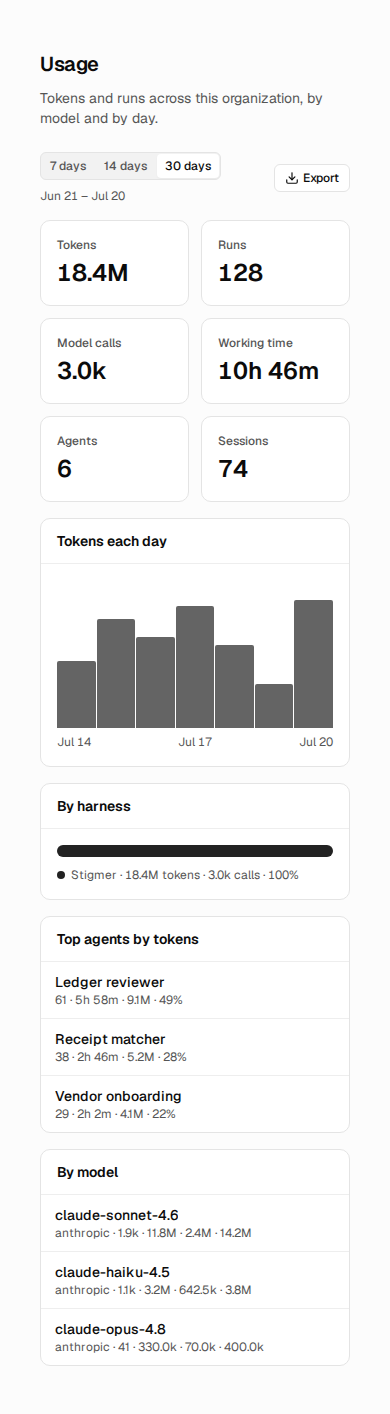 Usage
Tokens and runs across this organization, by
model and by day.
7 days 14 days 30 days
Jun 21 – Jul 20
Export
Tokens
18.4M
Runs
128
Model calls
3.0k
Working time
10h 46m
Agents
6
Sessions
74
Tokens each day
Jul 14 Jul 17 Jul 20
By harness
Stigmer · 18.4M tokens · 3.0k calls · 100%
Top agents by tokens
Ledger reviewer
61 · 5h 58m · 9.1M · 49%
Receipt matcher
38 · 2h 46m · 5.2M · 28%
Vendor onboarding
29 · 2h 2m · 4.1M · 22%
By model
claude-sonnet-4.6
anthropic · 1.9k · 11.8M · 2.4M · 14.2M
claude-haiku-4.5
anthropic · 1.1k · 3.2M · 642.5k · 3.8M
claude-opus-4.8
anthropic · 41 · 330.0k · 70.0k · 400.0k